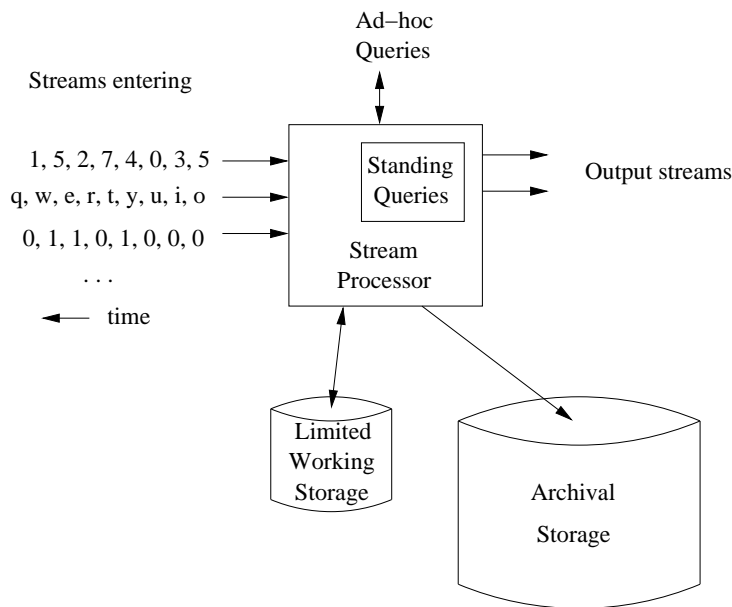 Ad−hoc
Queries
Streams entering
1, 5, 2, 7, 4, 0, 3, 5
q, w, e, r, t, y, u, i, o
0, 1, 1, 0, 1, 0, 0, 0
. . .
time
Standing
Queries
Stream
Processor
Output streams
Limited
Working
Storage
Archival
Storage